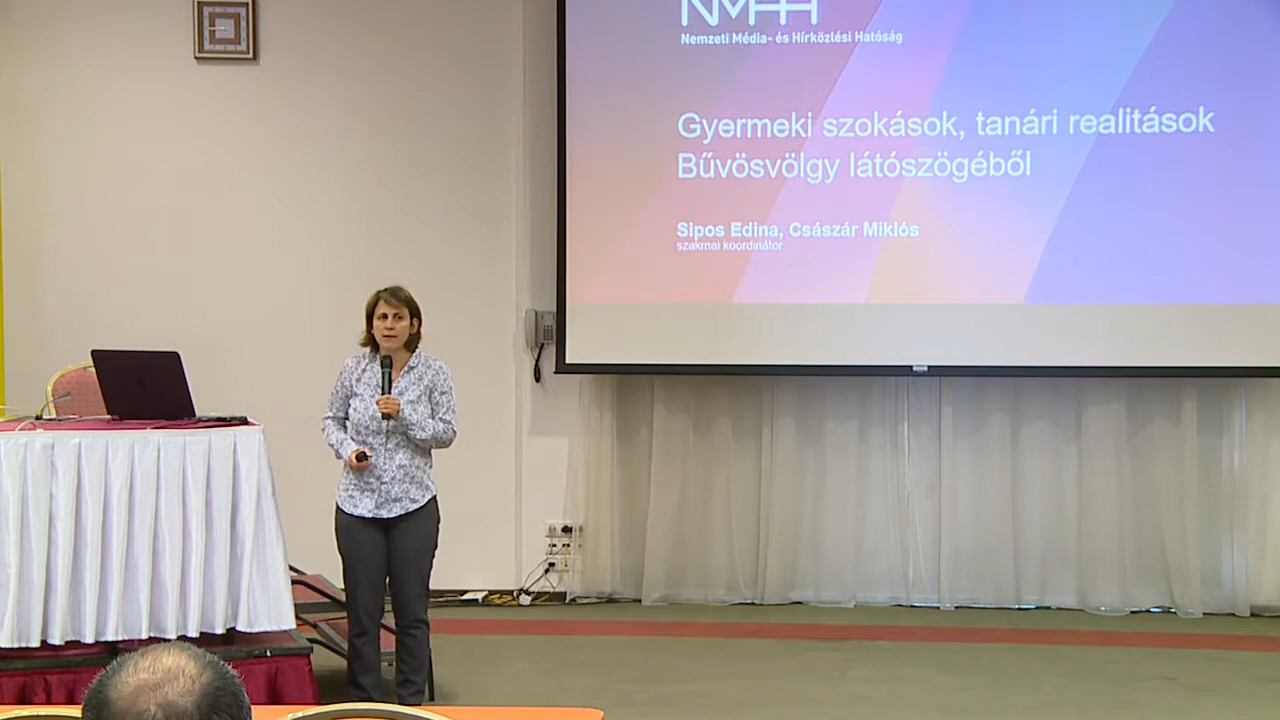 NMHH
Nemzeti Média- és Hírközlési Hatóság
Gyermeki szokások, tanári realitások
Bűvösvölgy látószögéből
Sipos Edina, Császár Miklós
szakmai koordinátor